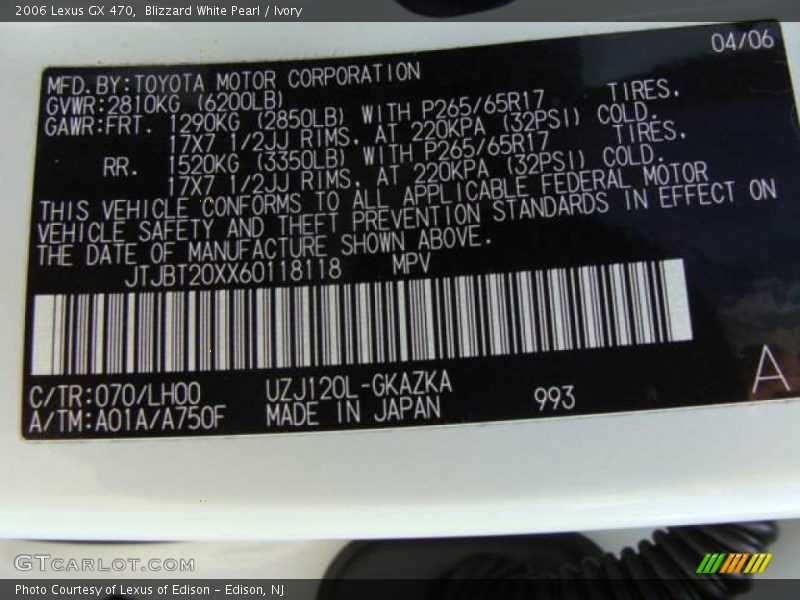 2006 Lexus GX 470, Blizzard White Pearl / Ivory
04/06
MFD.BY:TOYOTA MOTOR CORPORATION
GVWR:2810KG (6200LB)
GAWR:FRT. 1290KG (2850LB) WITH P265/65R17 TIRES.
17X7 1/2JJ RIMS. AT 220KPA (32PSI) COLD.
RR. 1520KG (3350LB) WITH P265/65R17 TIRES.
17X7 1/2JJ RIMS. AT 220KPA (32PSI) COLD.
THIS VEHICLE CONFORMS TO ALL APPLICABLE FEDERAL MOTOR
VEHICLE SAFETY AND THEFT PREVENTION STANDARDS IN EFFECT ON
THE DATE OF MANUFACTURE SHOWN ABOVE.
JTJBT20XX60118118 MPV
C/TR:070/LH00 UZJ120L-GKAZKA
A/TM:A01A/A750F MADE IN JAPAN 993
A
GTCARLOT.COM
Photo Courtesy of Lexus of Edison – Edison, NJ